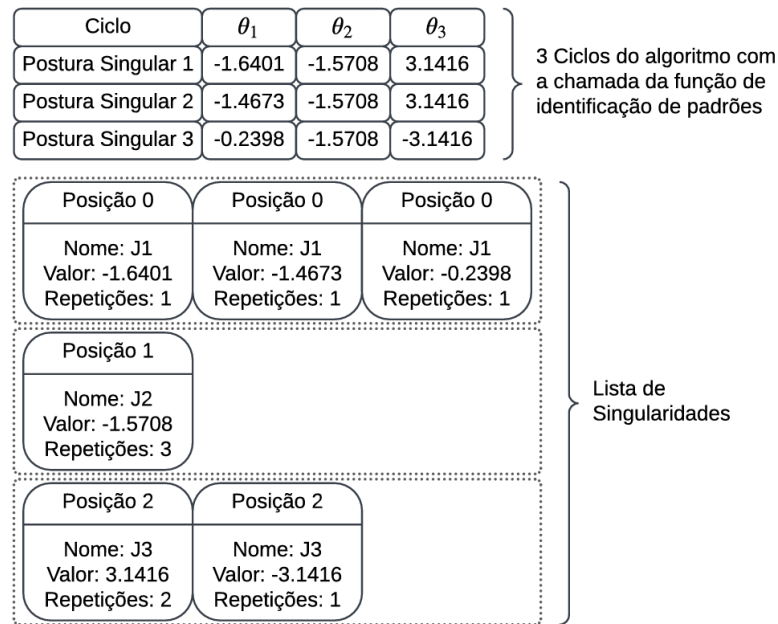 Ciclo θ1 θ2 θ3
Postura Singular 1 -1.6401 -1.5708 3.1416
Postura Singular 2 -1.4673 -1.5708 3.1416
Postura Singular 3 -0.2398 -1.5708 -3.1416
3 Ciclos do algoritmo com
a chamada da função de
identificação de padrões
Posição 0
Nome: J1
Valor: -1.6401
Repetições: 1
Posição 0
Nome: J1
Valor: -1.4673
Repetições: 1
Posição 0
Nome: J1
Valor: -0.2398
Repetições: 1
Posição 1
Nome: J2
Valor: -1.5708
Repetições: 3
Posição 2
Nome: J3
Valor: 3.1416
Repetições: 2
Posição 2
Nome: J3
Valor: -3.1416
Repetições: 1
Lista de
Singularidades